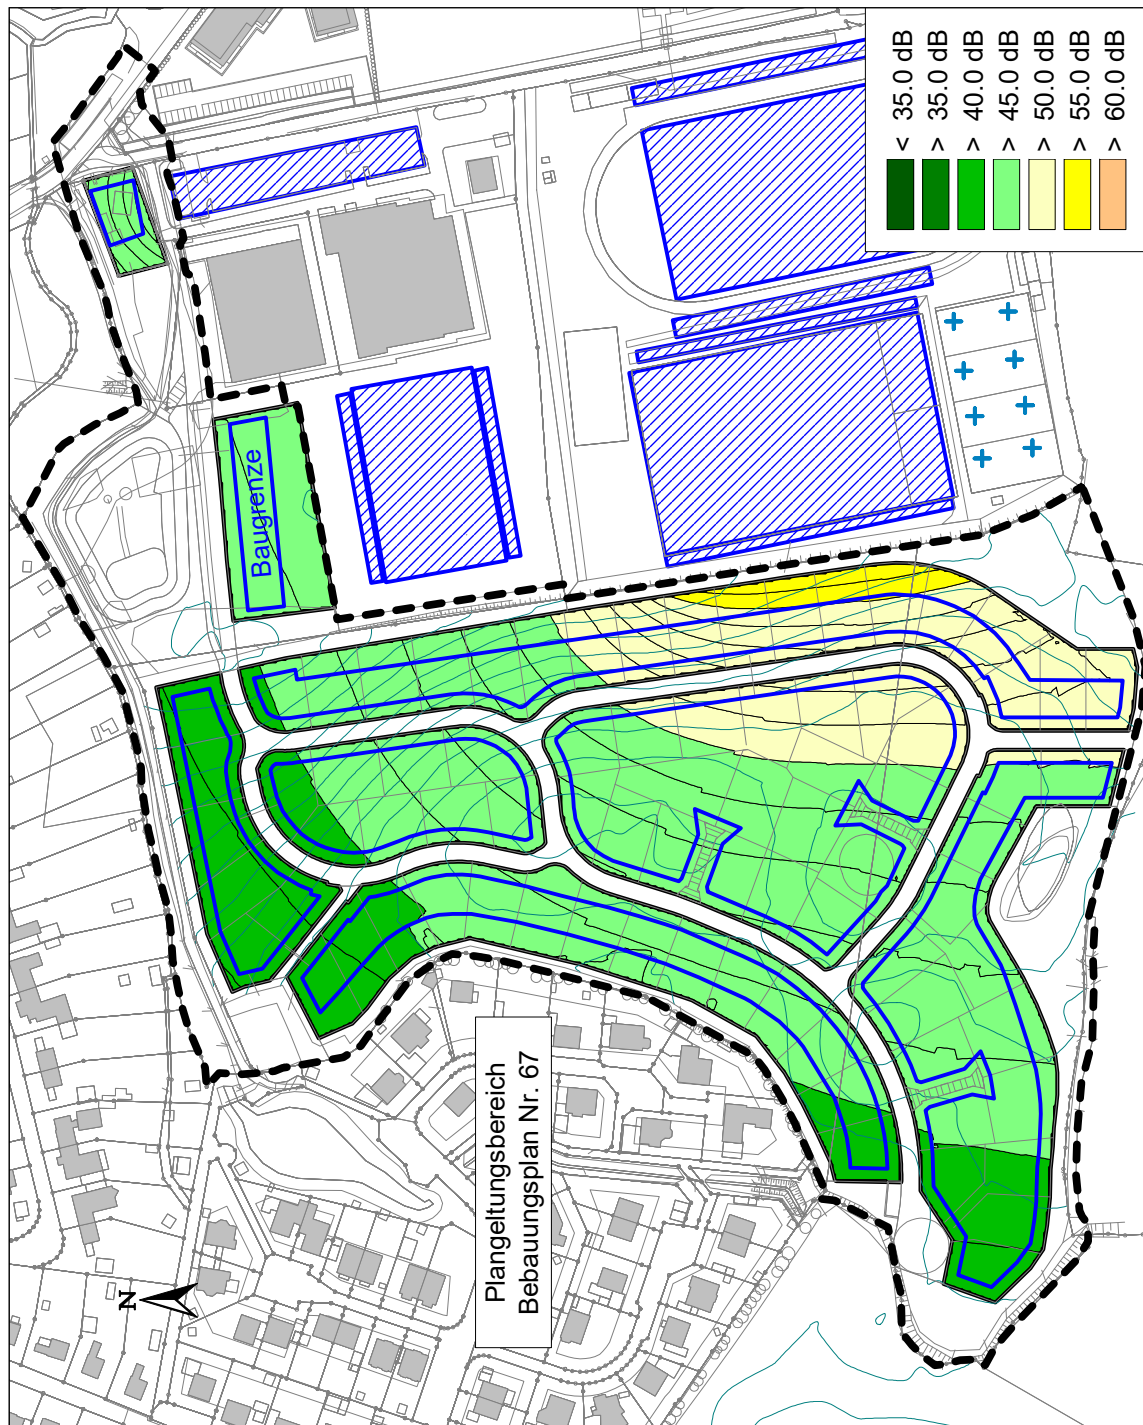 N
Plangeltungsbereich
Bebauungsplan Nr. 67
Baugrenze
< 35.0 dB
> 35.0 dB
> 40.0 dB
> 45.0 dB
> 50.0 dB
> 55.0 dB
> 60.0 dB